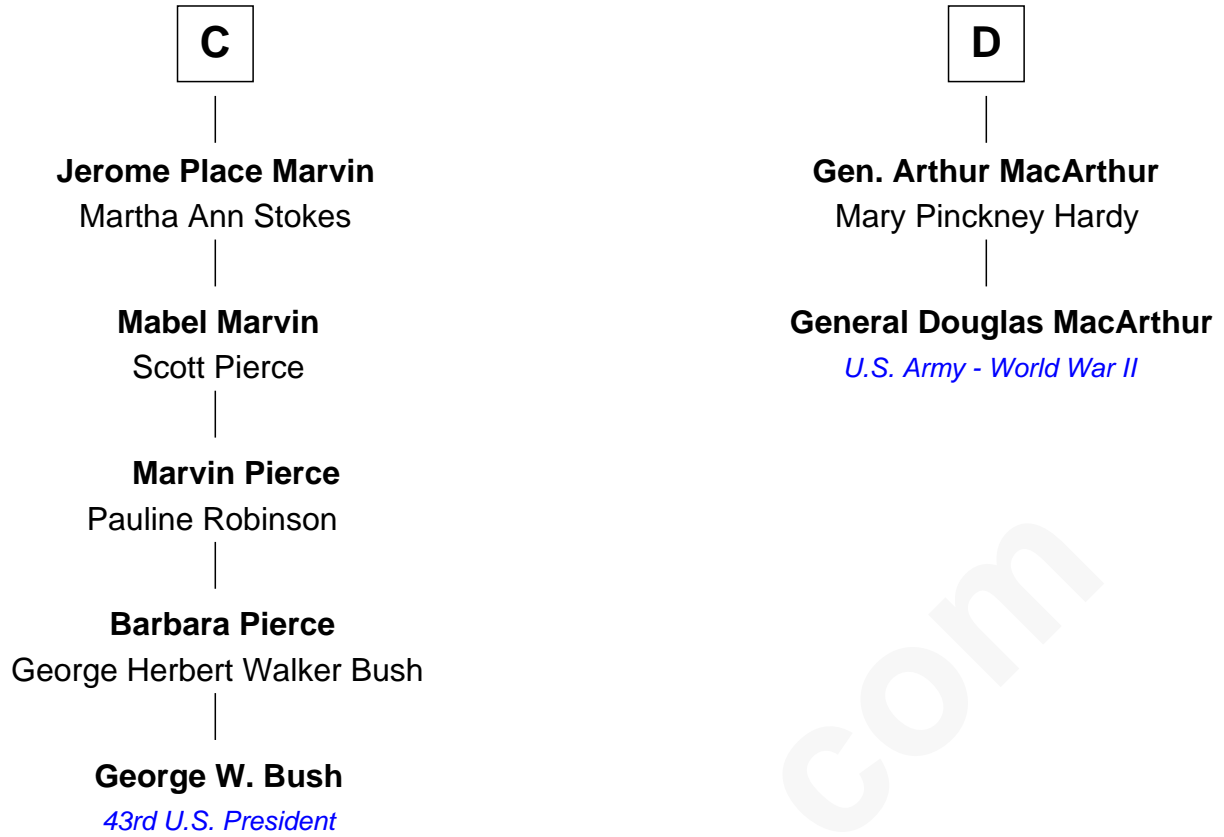 C
Jerome Place Marvin
Martha Ann Stokes
Mabel Marvin
Scott Pierce
Marvin Pierce
Pauline Robinson
Barbara Pierce
George Herbert Walker Bush
George W. Bush
43rd U.S. President
D
Gen. Arthur MacArthur
Mary Pinckney Hardy
General Douglas MacArthur
U.S. Army - World War II
com